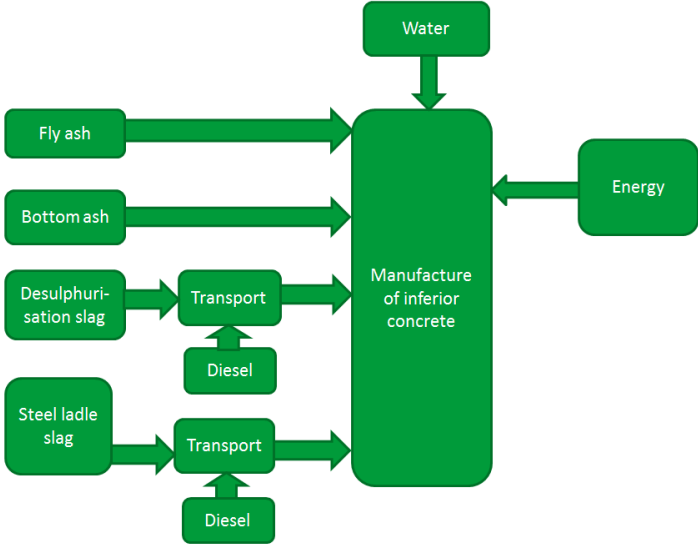 Water
Fly ash
Energy
Bottom ash
Manufacture
of inferior
concrete
Desulphuri-
sation slag
Transport
Diesel
Steel ladle
slag
Transport
Diesel